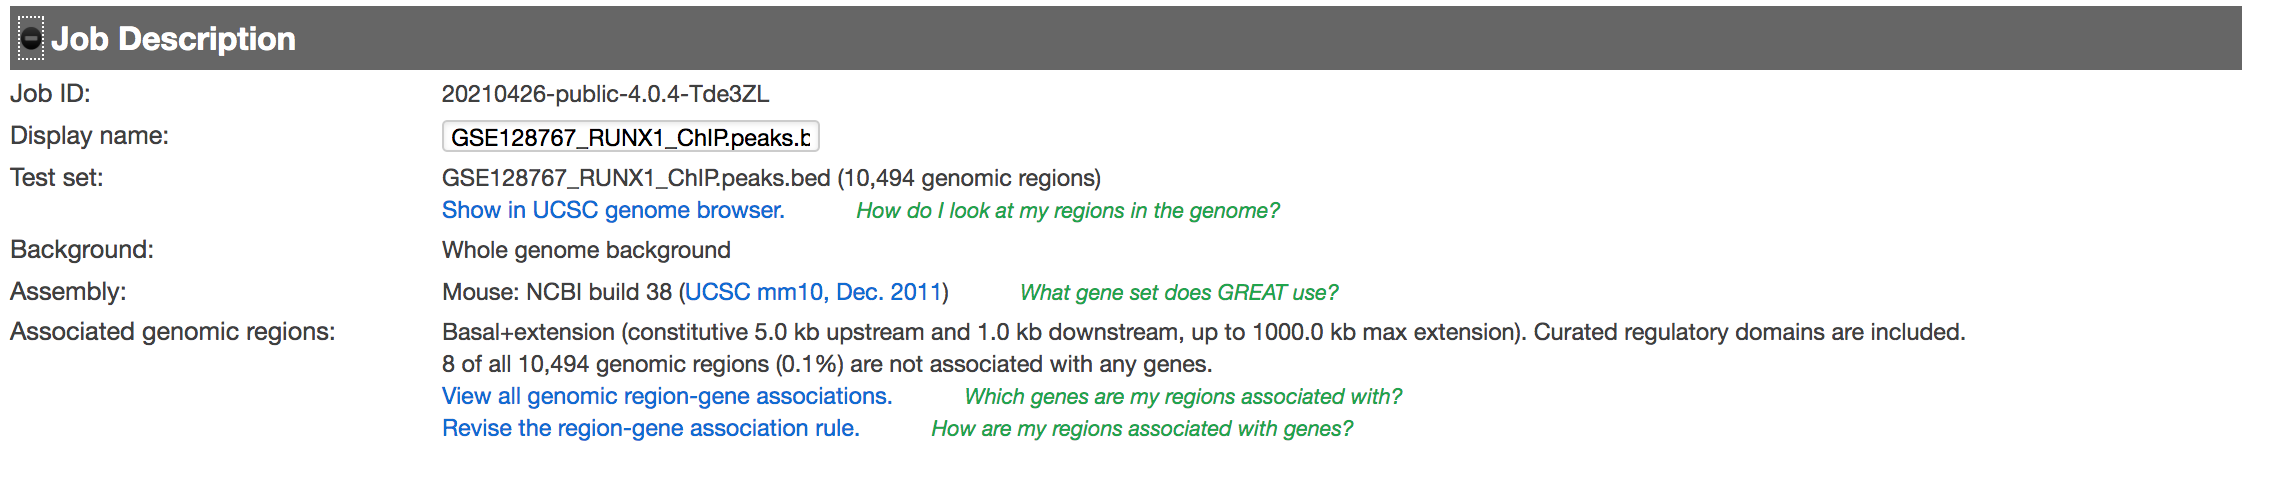 Job Description
Job ID: 20210426-public-4.0.4-Tde3ZL
Display name: GSE128767_RUNX1_ChIP.peaks.b
Test set: GSE128767_RUNX1_ChIP.peaks.bed (10,494 genomic regions)
Show in UCSC genome browser. How do I look at my regions in the genome?
Background: Whole genome background
Assembly: Mouse: NCBI build 38 (UCSC mm10, Dec. 2011) What gene set does GREAT use?
Associated genomic regions: Basal+extension (constitutive 5.0 kb upstream and 1.0 kb downstream, up to 1000.0 kb max extension). Curated regulatory domains are included.
8 of all 10,494 genomic regions (0.1%) are not associated with any genes.
View all genomic region-gene associations. Which genes are my regions associated with?
Revise the region-gene association rule. How are my regions associated with genes?